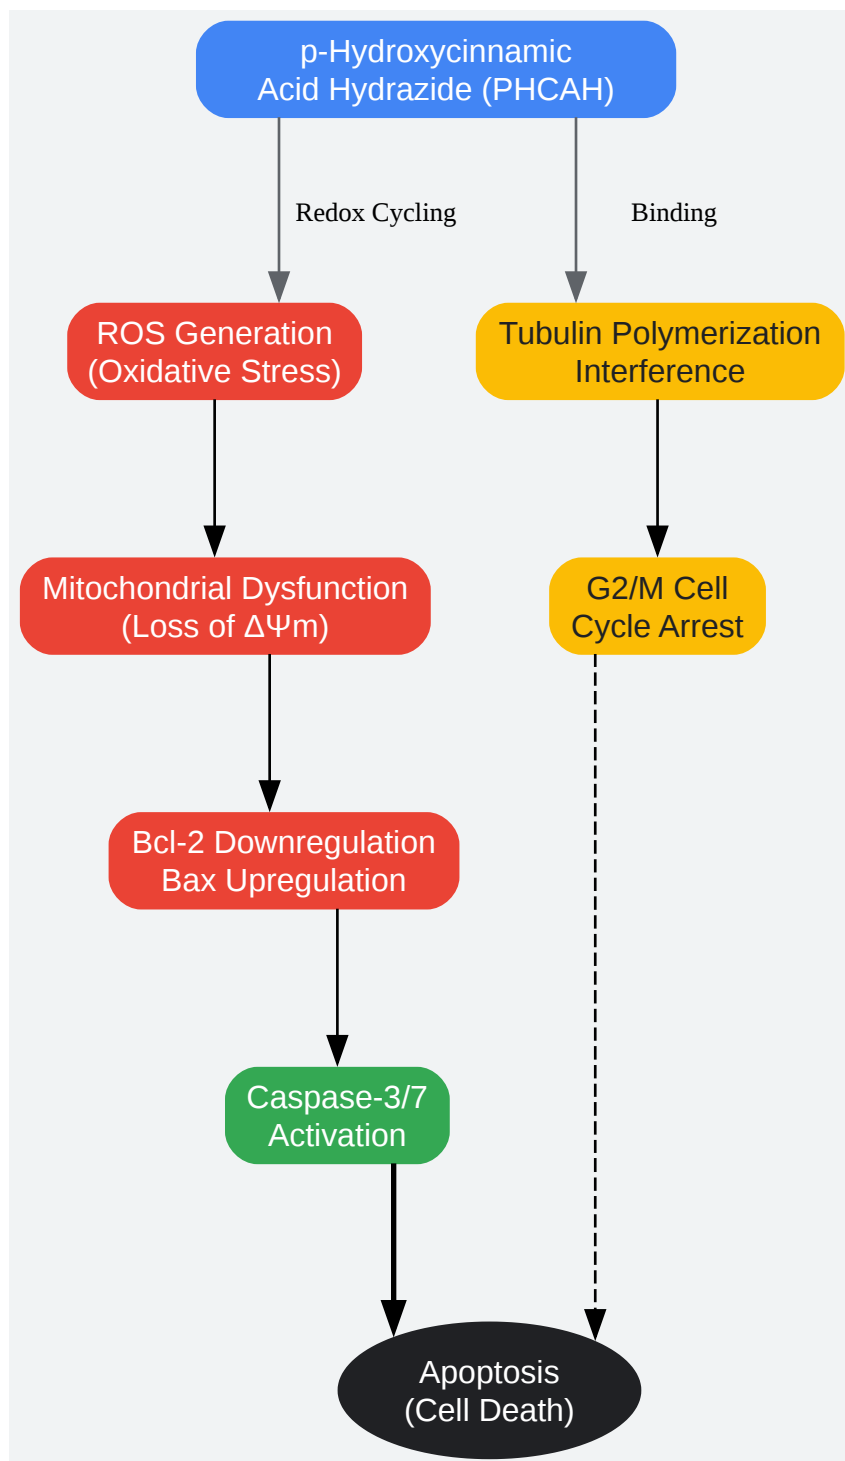 p-Hydroxycinnamic
Acid Hydrazide (PHCAH)
Redox Cycling
Binding
ROS Generation
(Oxidative Stress)
Tubulin Polymerization
Interference
Mitochondrial Dysfunction
(Loss of ΔΨm)
G2/M Cell
Cycle Arrest
Bcl-2 Downregulation
Bax Upregulation
Caspase-3/7
Activation
Apoptosis
(Cell Death)